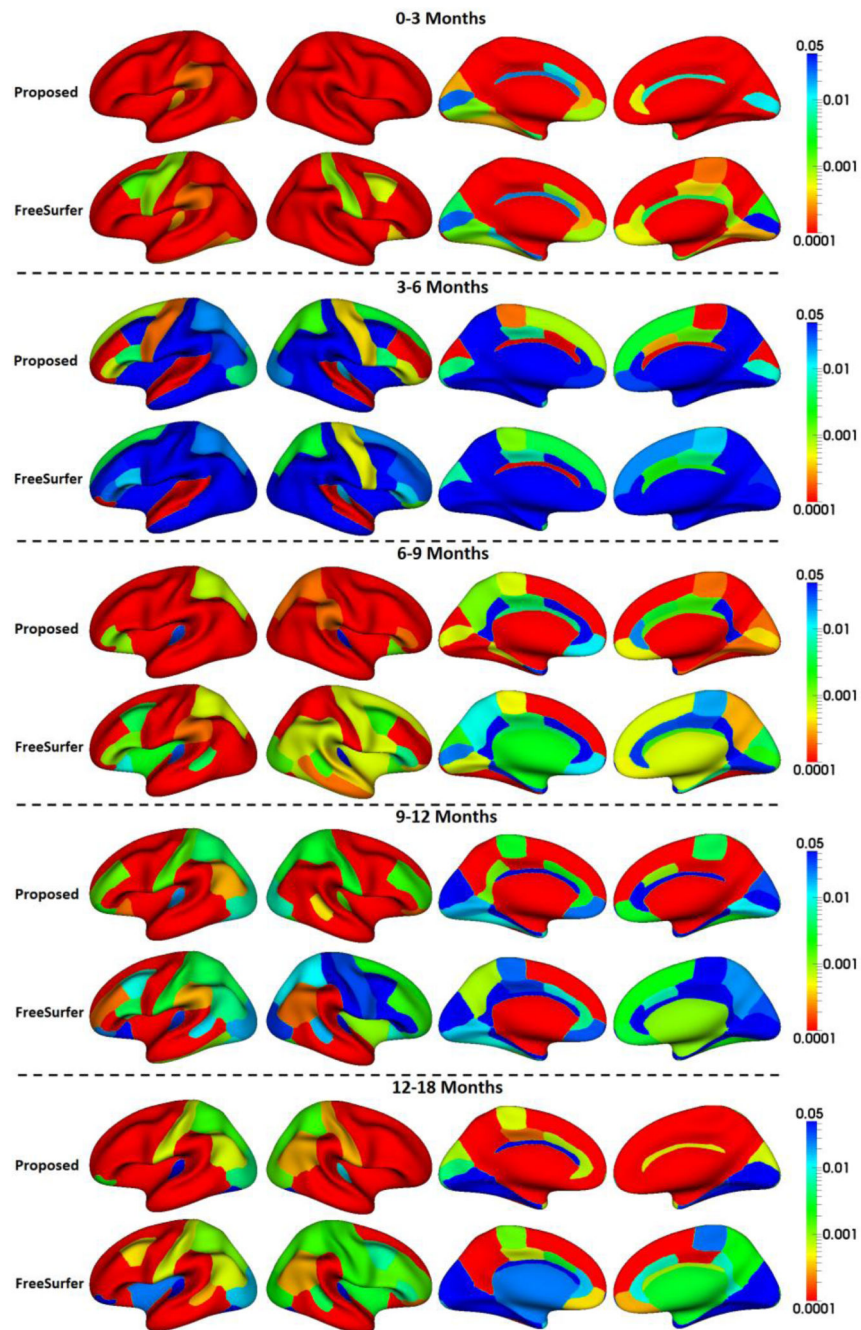 0-3 Months
Proposed
FreeSurfer
0.05
0.01
0.001
0.0001
3-6 Months
Proposed
FreeSurfer
0.05
0.01
0.001
0.0001
6-9 Months
Proposed
FreeSurfer
0.05
0.01
0.001
0.0001
9-12 Months
Proposed
FreeSurfer
0.05
0.01
0.001
0.0001
12-18 Months
Proposed
FreeSurfer
0.05
0.01
0.001
0.0001